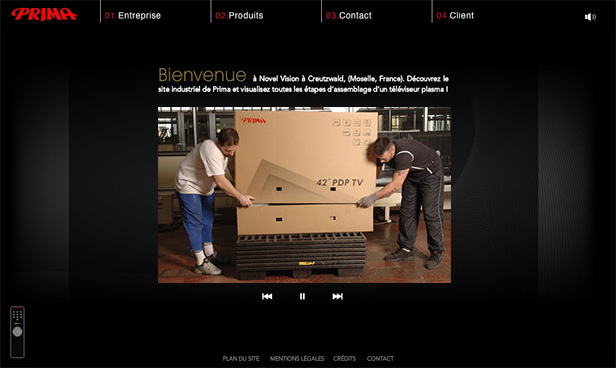 PRIMA
01.Entreprise
02.Produits
03.Contact
04.Client
Bienvenue à Novel Vision à Creutzwald, (Moselle, France). Découvrez le
site industriel de Prima et visualisez toutes les étapes d'assemblage d'un téléviseur plasma !
PRIMA
42" PDP TV
PLAN DU SITE
MENTIONS LÉGALES
CRÉDITS
CONTACT